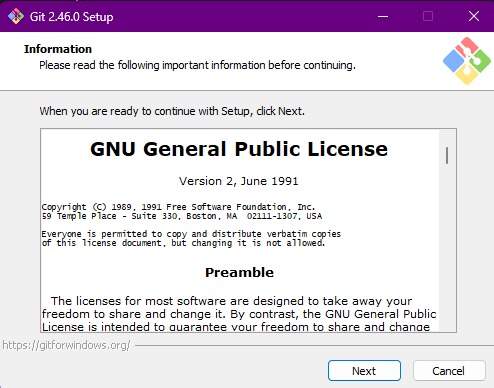 Git 2.46.0 Setup
Information
Please read the following important information before continuing.
When you are ready to continue with Setup, click Next.
GNU General Public License
Version 2, June 1991
Copyright (C) 1989, 1991 Free Software Foundation, Inc.
59 Temple Place - Suite 330, Boston, MA  02111-1307, USA
Everyone is permitted to copy and distribute verbatim copies
of this license document, but changing it is not allowed.
Preamble
The licenses for most software are designed to take away your
freedom to share and change it. By contrast, the GNU General Public
License is intended to guarantee your freedom to share and change
https://gitforwindows.org/
Next
Cancel